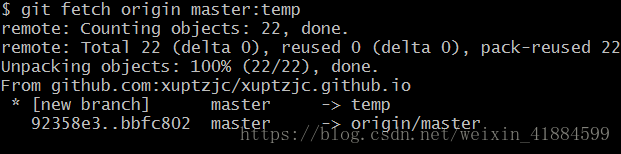 $ git fetch origin master:temp
remote: Counting objects: 22, done.
remote: Total 22 (delta 0), reused 0 (delta 0), pack-reused 22
Unpacking objects: 100% (22/22), done.
From github.com:xuptzjc/xuptzjc.github.io
 * [new branch]      master     -> temp
   92358e3..bbfc802  master     -> origin/master
https://blog.csdn.net/weixin_41884599